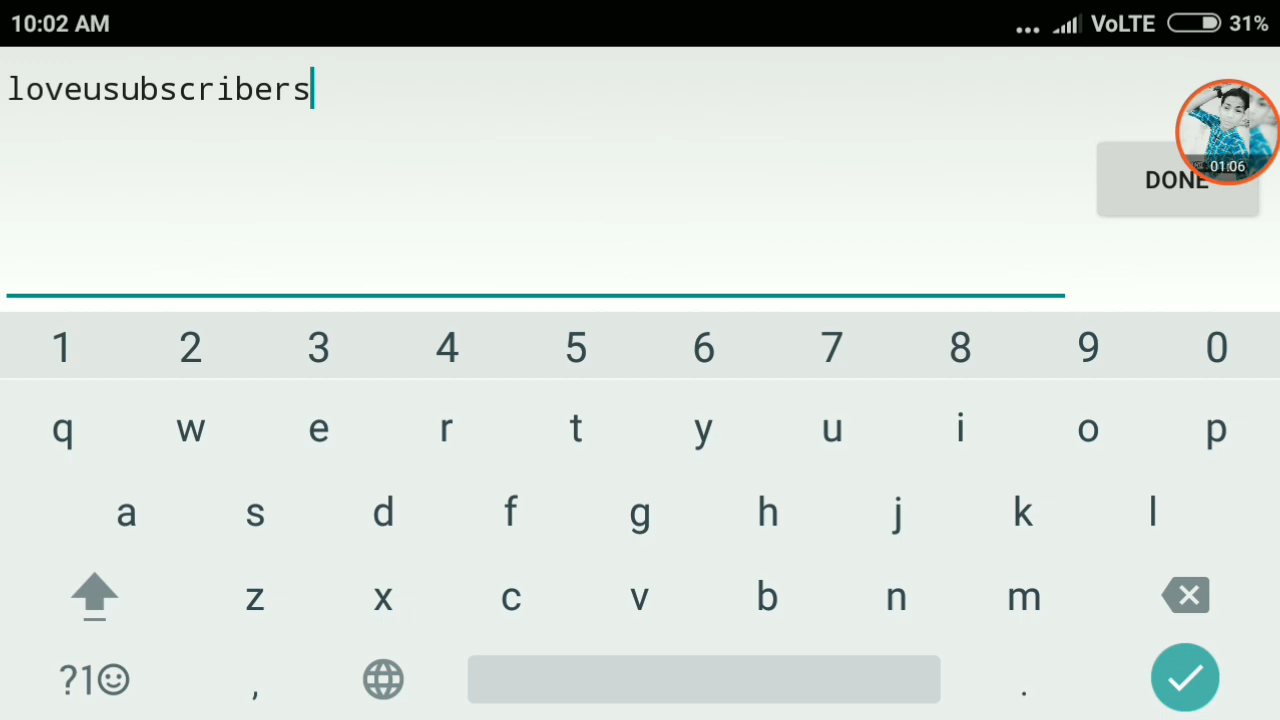 10:02 AM ... VoLTE 31%
loveusubscribers
01:06
DONE
1 2 3 4 5 6 7 8 9 0
q w e r t y u i o p
a s d f g h j k l
z x c v b n m
?1☺ , .